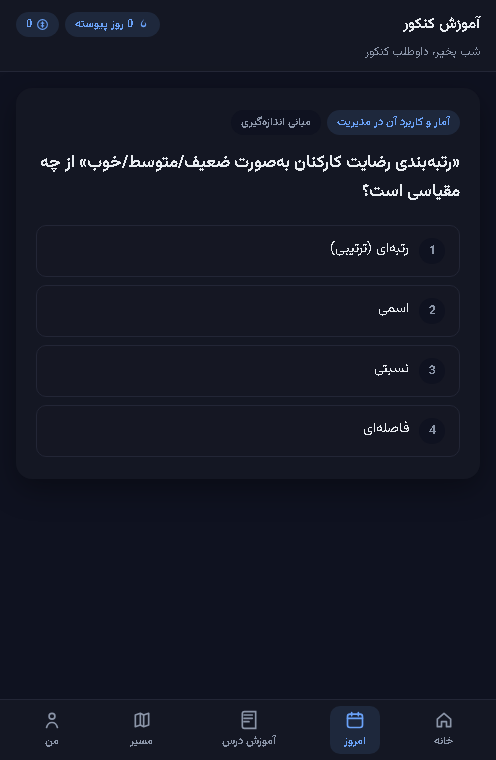 آموزش کنکور
0 روز پیوسته
0
شب بخیر، داوطلب کنکور
آمار و کاربرد آن در مدیریت
مبانی اندازه‌گیری
«رتبه‌بندی رضایت کارکنان به‌صورت ضعیف/متوسط/خوب» از چه
مقیاسی است؟
1 رتبه‌ای (ترتیبی)
2 اسمی
3 نسبتی
4 فاصله‌ای
خانه
امروز
آموزش درس
مسیر
من